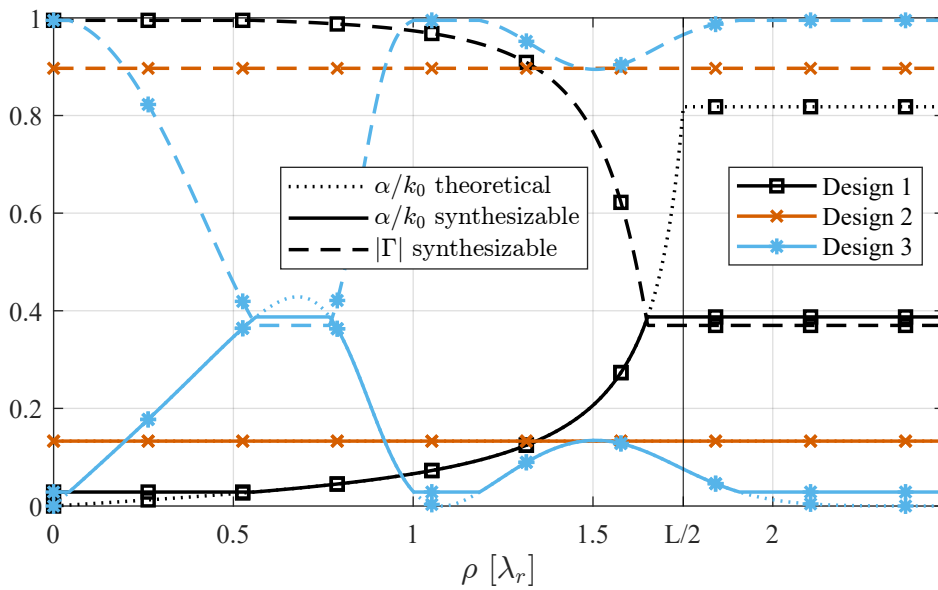 1
0.8
0.6
0.4
0.2
0
α/k₀ theoretical
α/k₀ synthesizable
|Γ| synthesizable
Design 1
Design 2
Design 3
0 0.5 1 1.5 L/2 2
ρ [λᵣ]